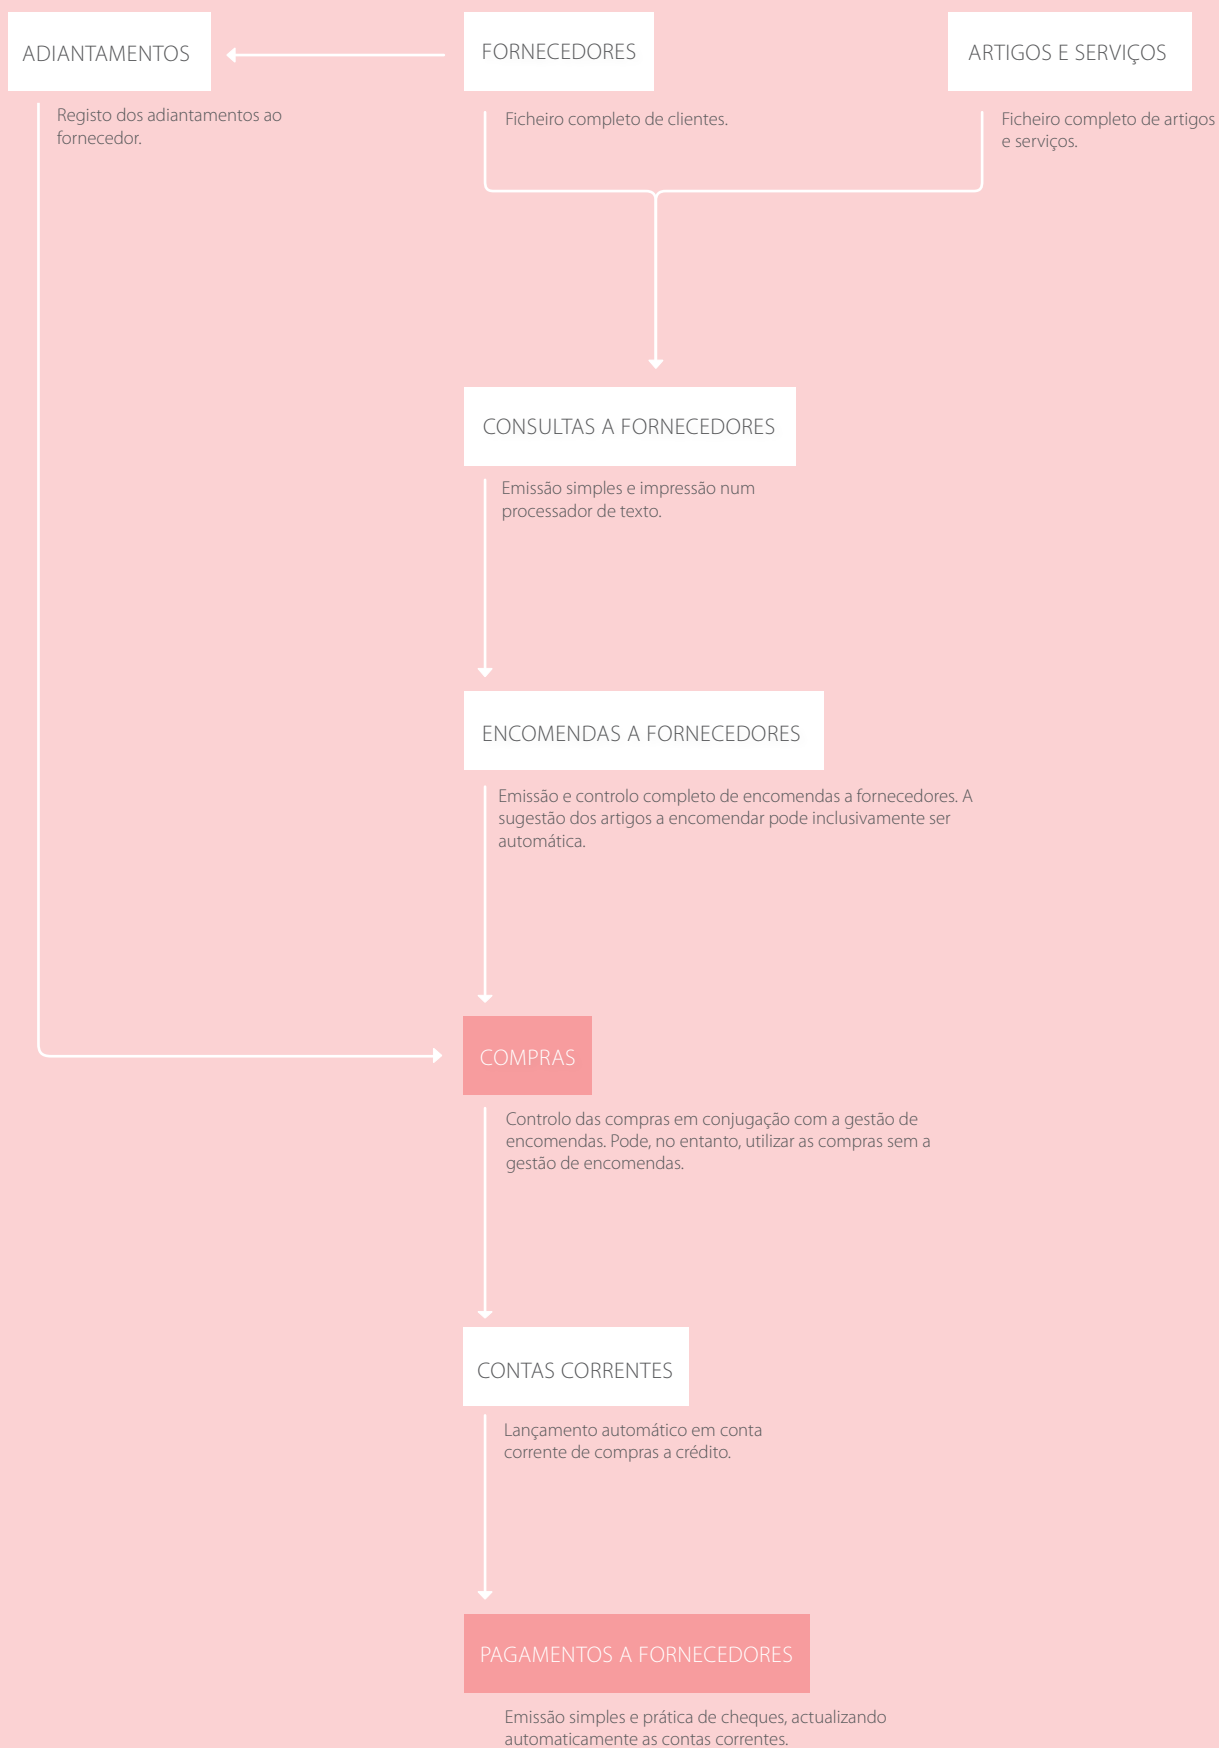 ADIANTAMENTOS
FORNECEDORES
ARTIGOS E SERVIÇOS
Registo dos adiantamentos ao
fornecedor.
Ficheiro completo de clientes.
Ficheiro completo de artigos
e serviços.
CONSULTAS A FORNECEDORES
Emissão simples e impressão num
processador de texto.
ENCOMENDAS A FORNECEDORES
Emissão e controlo completo de encomendas a fornecedores. A
sugestão dos artigos a encomendar pode inclusivamente ser
automática.
COMPRAS
Controlo das compras em conjugação com a gestão de
encomendas. Pode, no entanto, utilizar as compras sem a
gestão de encomendas.
CONTAS CORRENTES
Lançamento automático em conta
corrente de compras a crédito.
PAGAMENTOS A FORNECEDORES
Emissão simples e prática de cheques, actualizando
automaticamente as contas correntes.